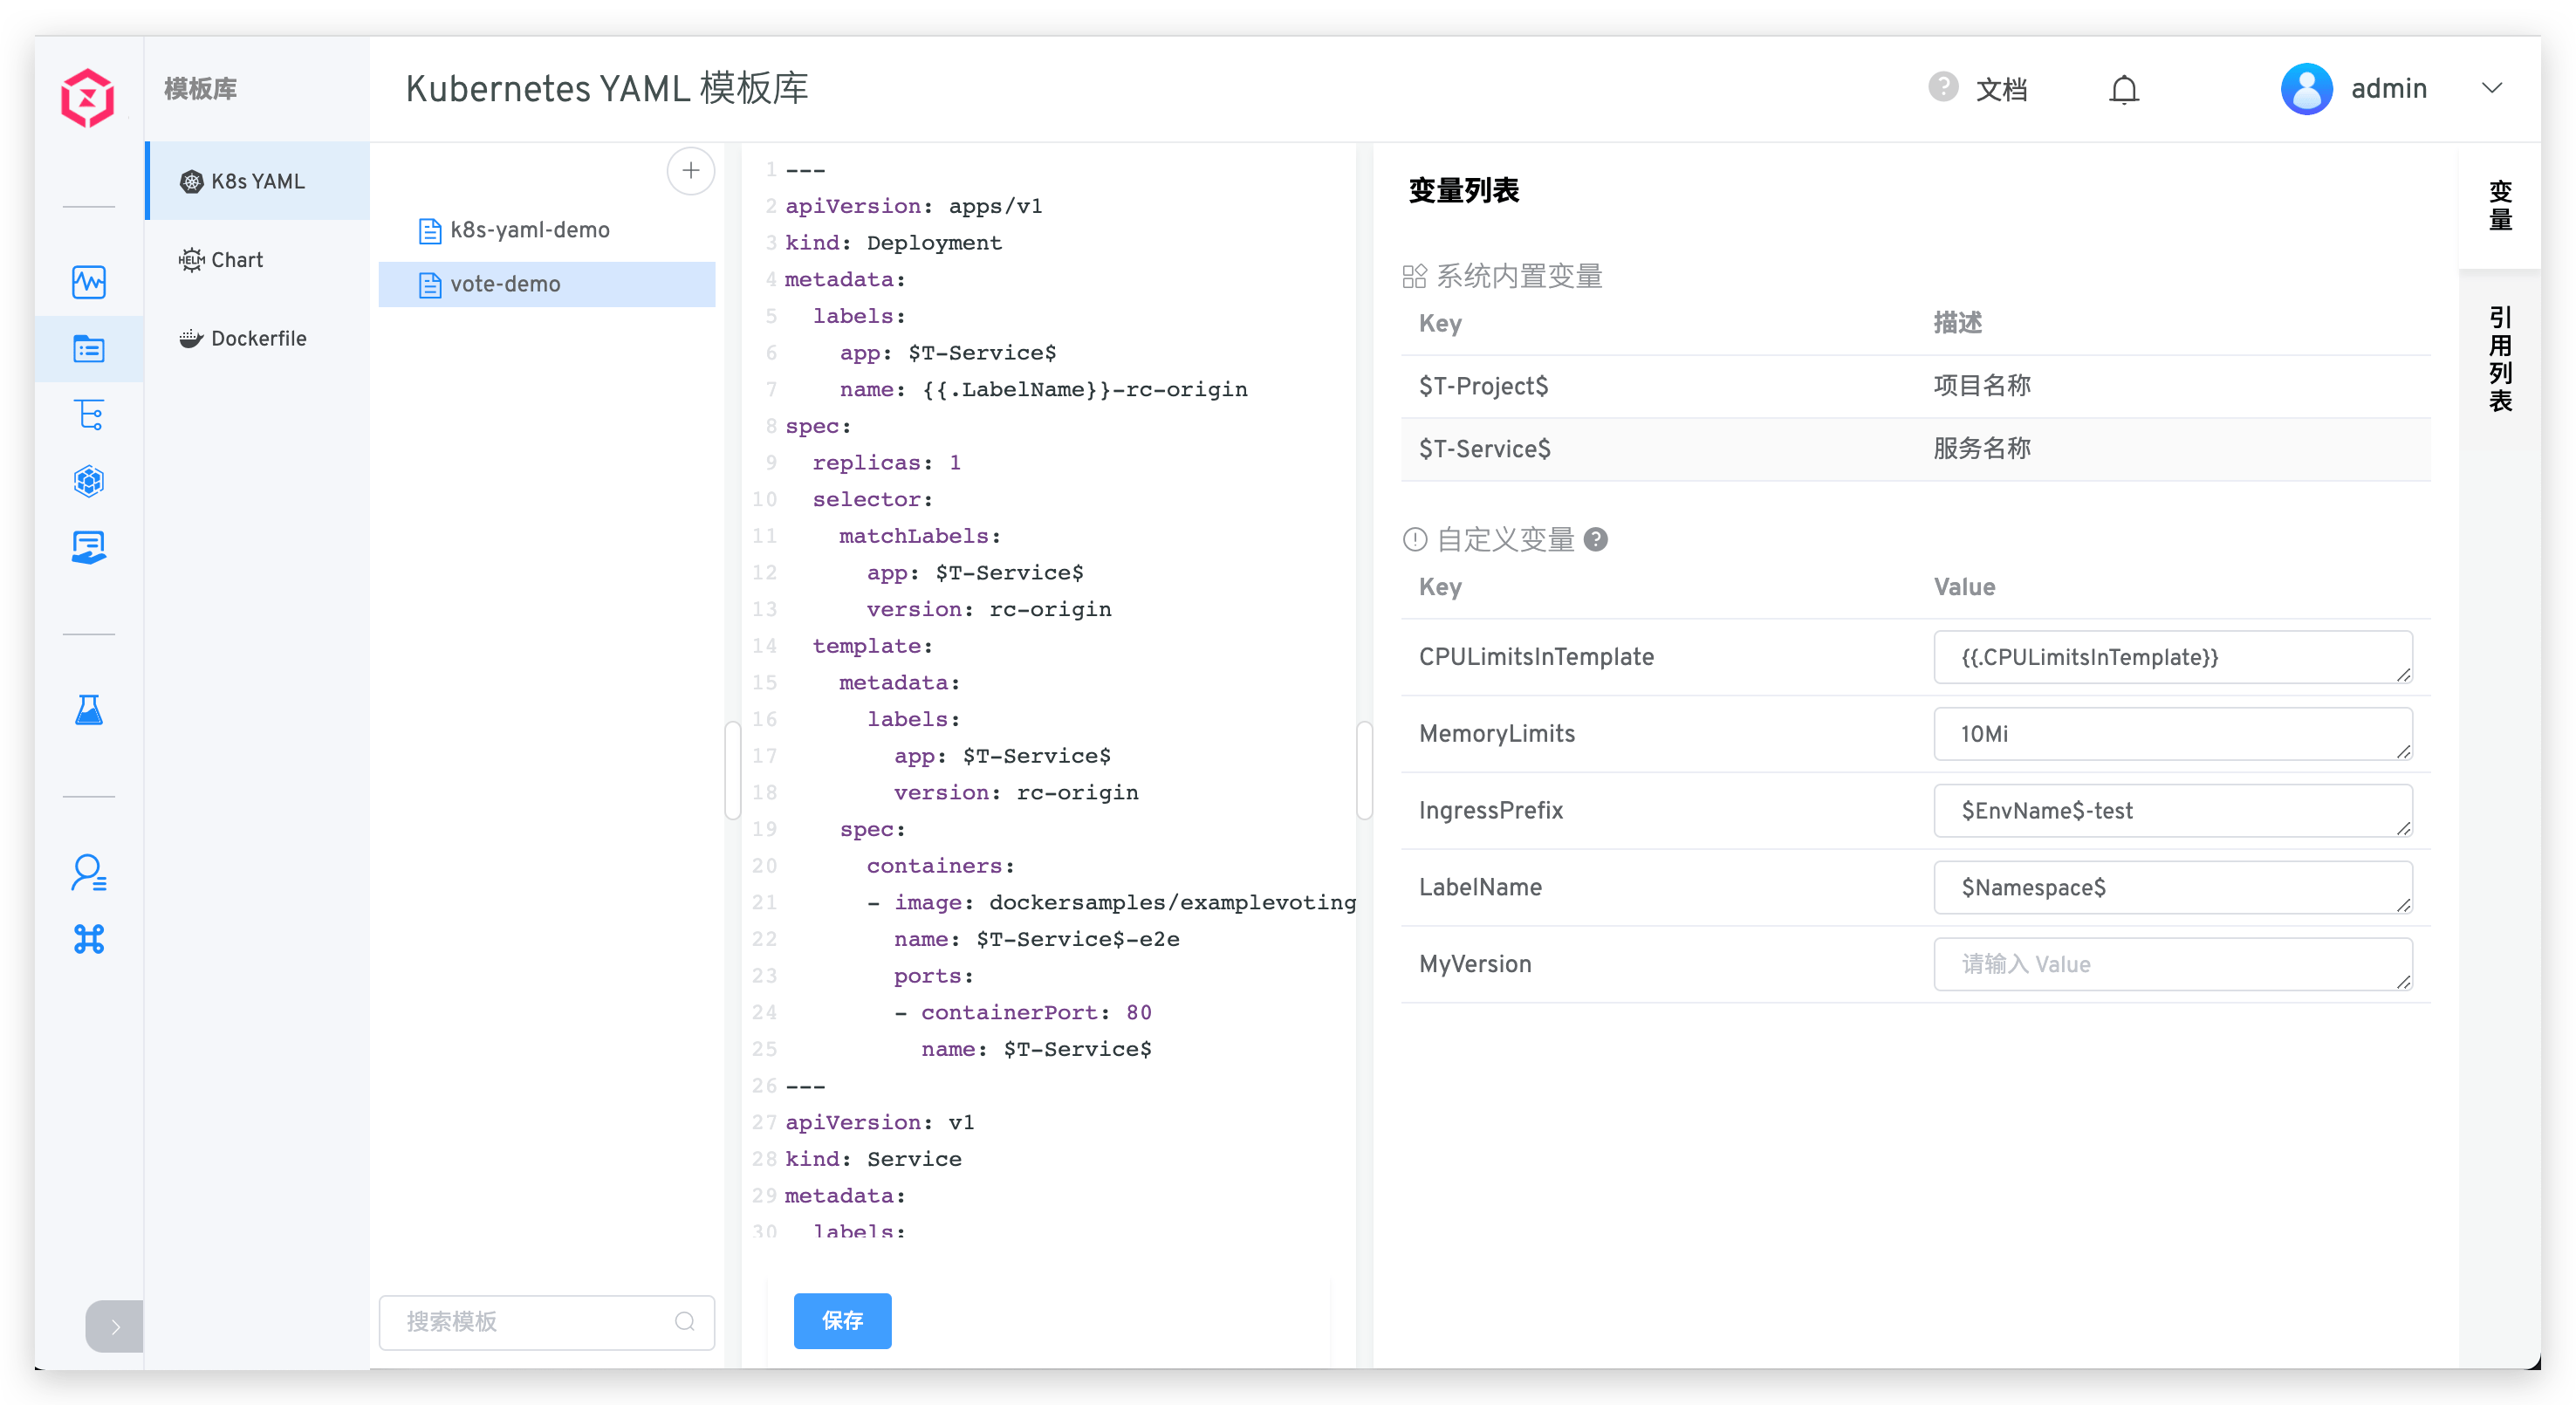 模板库
Kubernetes YAML 模板库
文档
admin
K8s YAML
Chart
Dockerfile
k8s-yaml-demo
vote-demo
搜索模板
1 ---
2 apiVersion: apps/v1
3 kind: Deployment
4 metadata:
5   labels:
6     app: $T-Service$
7     name: {{.LabelName}}-rc-origin
8 spec:
9   replicas: 1
10   selector:
11     matchLabels:
12       app: $T-Service$
13       version: rc-origin
14   template:
15     metadata:
16       labels:
17         app: $T-Service$
18         version: rc-origin
19     spec:
20       containers:
21       - image: dockersamples/examplevoting
22         name: $T-Service$-e2e
23         ports:
24         - containerPort: 80
25           name: $T-Service$
26 ---
27 apiVersion: v1
28 kind: Service
29 metadata:
30   labels:
保存
变量列表
系统内置变量
Key 描述
$T-Project$ 项目名称
$T-Service$ 服务名称
自定义变量
Key Value
CPULimitsInTemplate {{.CPULimitsInTemplate}}
MemoryLimits 10Mi
IngressPrefix $EnvName$-test
LabelName $Namespace$
MyVersion 请输入 Value
变量
引用列表